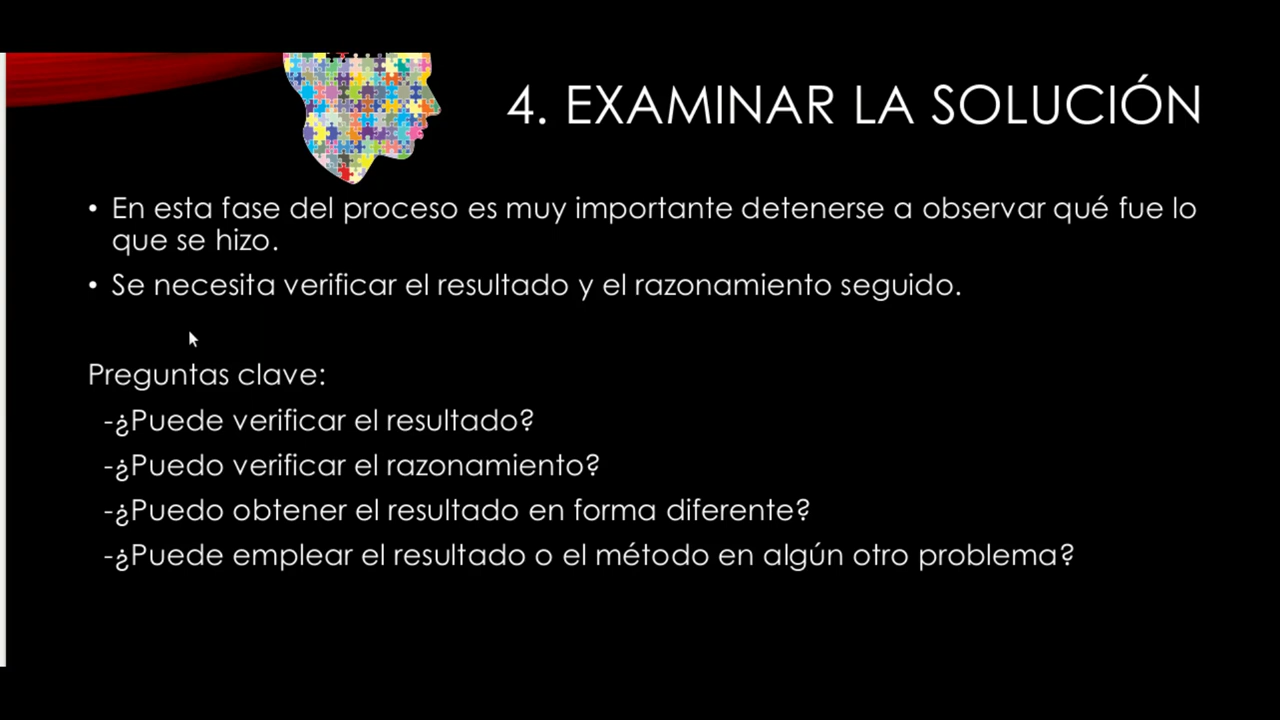 4. EXAMINAR LA SOLUCIÓN
• En esta fase del proceso es muy importante detenerse a observar qué fue lo
que se hizo.
• Se necesita verificar el resultado y el razonamiento seguido.
Preguntas clave:
-¿Puede verificar el resultado?
-¿Puedo verificar el razonamiento?
-¿Puedo obtener el resultado en forma diferente?
-¿Puede emplear el resultado o el método en algún otro problema?